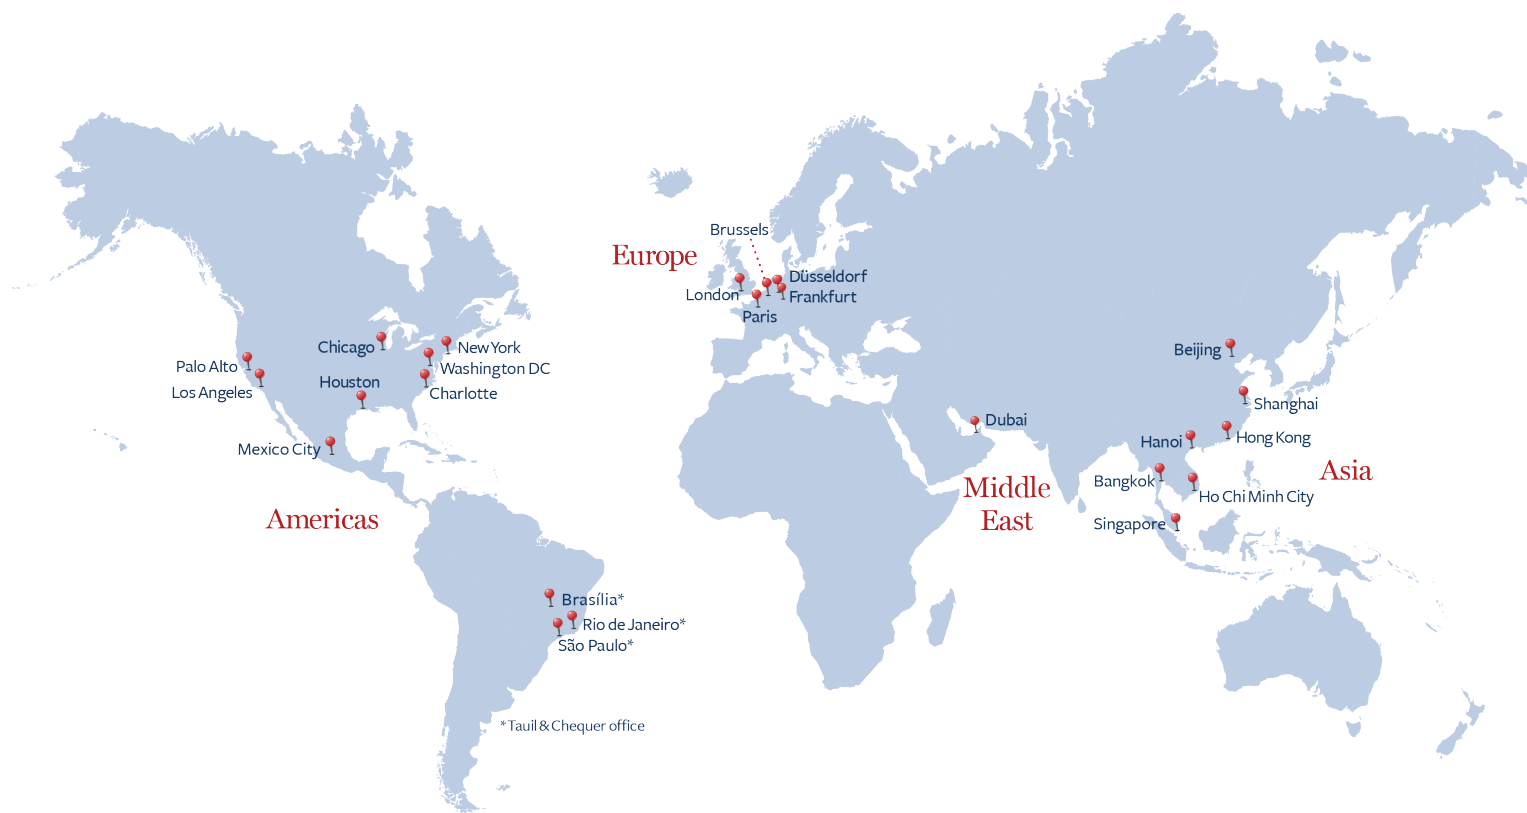 Brussels
Europe
Düsseldorf
London
Frankfurt
Paris
Chicago
New York
Palo Alto
Washington DC
Los Angeles
Houston
Charlotte
Mexico City
Americas
Beijing
Shanghai
Dubai
Hanoi
Hong Kong
Asia
Bangkok
Middle
East
Ho Chi Minh City
Singapore
Brasília*
Rio de Janeiro*
São Paulo*
* Tauil & Chequer office